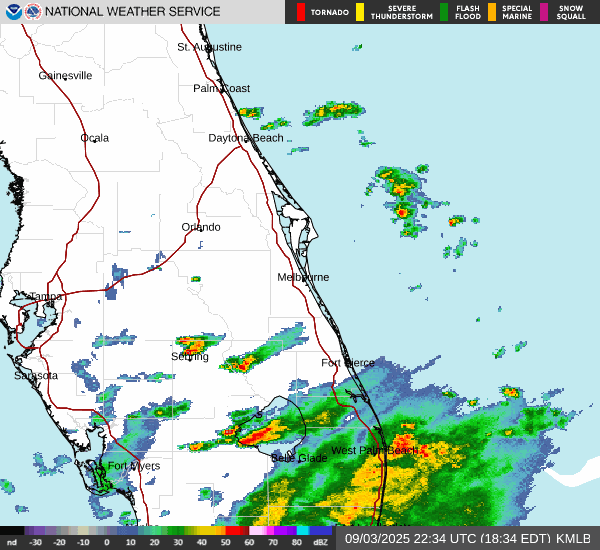 NATIONAL WEATHER SERVICE
TORNADO
SEVERE THUNDERSTORM
FLASH FLOOD
SPECIAL MARINE
SNOW SQUALL
St. Augustine
Gainesville
Palm Coast
Ocala
Daytona Beach
Orlando
Melbourne
Tampa
Sebring
Fort Pierce
Sarasota
West Palm Beach
Belle Glade
Fort Myers
nd -30 -20 -10 0 10 20 30 40 50 60 70 80 dBZ
09/03/2025 22:34 UTC (18:34 EDT) KMLB